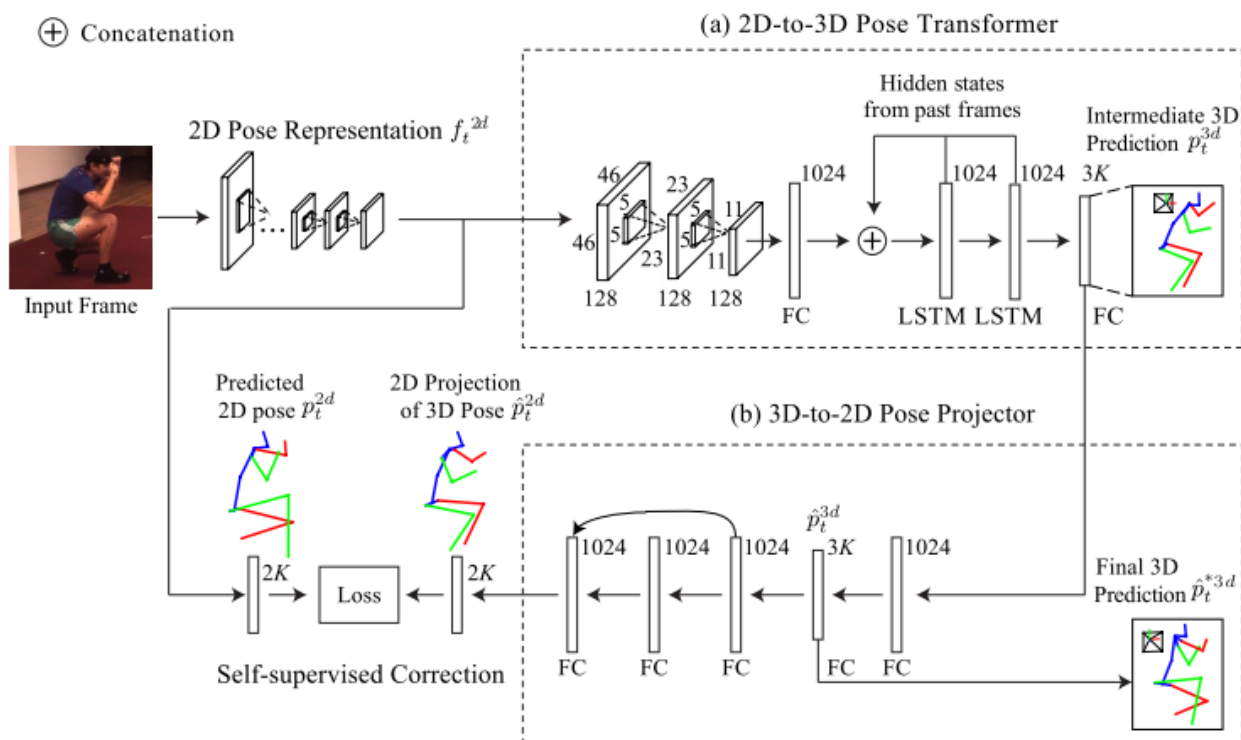 ⊕ Concatenation
(a) 2D-to-3D Pose Transformer
2D Pose Representation f_t^{2d}
Input Frame
Hidden states
from past frames
Intermediate 3D
Prediction p_t^{3d}
46
5
23
5
11
1024
1024
1024
3K
46
5
23
5
11
128
128
128
FC
LSTM
LSTM
FC
Predicted
2D pose p_t^{2d}
2D Projection
of 3D Pose p̂_t^{2d}
(b) 3D-to-2D Pose Projector
2K
Loss
2K
Self-supervised Correction
1024
1024
1024
p̂_t^{3d}
3K
1024
FC
FC
FC
FC
FC
Final 3D
Prediction p̂_t^{*3d}